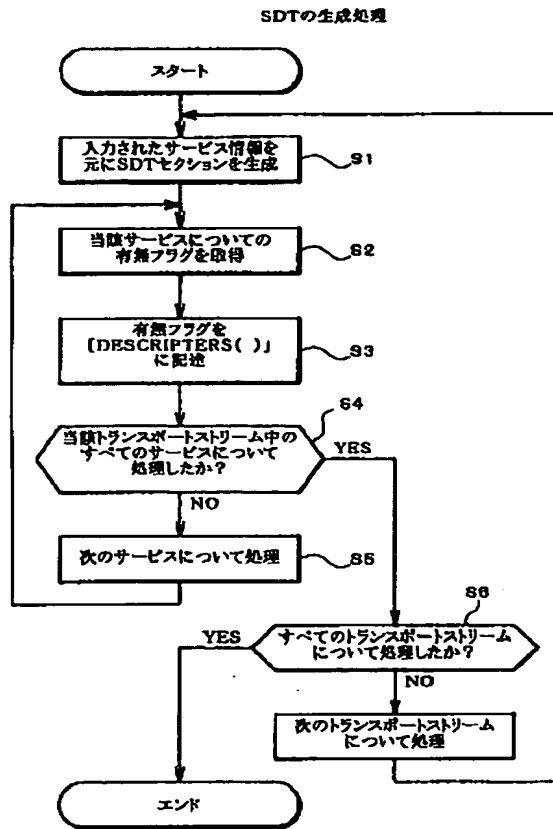 SDTの生成処理
スタート
入力されたサービス情報を
元にSDTセクションを生成
S1
当該サービスについての
有無フラグを取得
S2
有無フラグを
「DESCRIPTERS( )」
に記述
S3
S4
当該トランスポートストリーム中の
すべてのサービスについて
処理したか?
YES
NO
次のサービスについて処理
S5
S6
YES
すべてのトランスポートストリーム
について処理したか?
NO
次のトランスポートストリーム
について処理
エンド